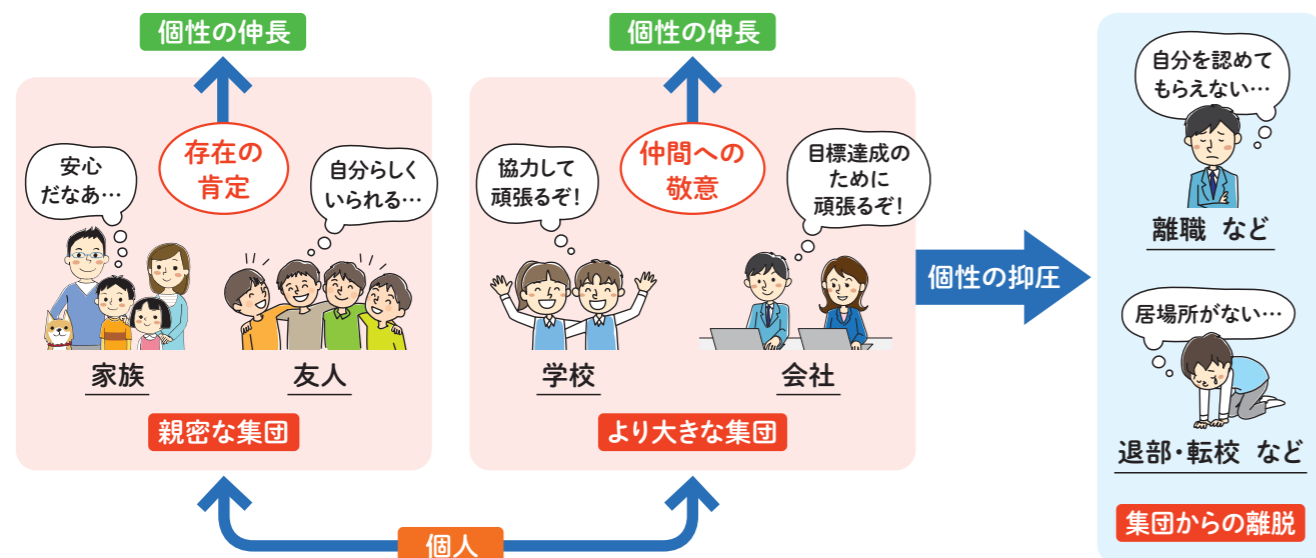 個性の伸長
存在の
肯定
安心
だなあ…
自分らしく
いられる…
家族
友人
親密な集団
個性の伸長
仲間への
敬意
協力して
頑張るぞ!
目標達成の
ために
頑張るぞ!
学校
会社
より大きな集団
個人
個性の抑圧
自分を認めて
もらえない…
離職 など
居場所がない…
退部・転校 など
集団からの離脱